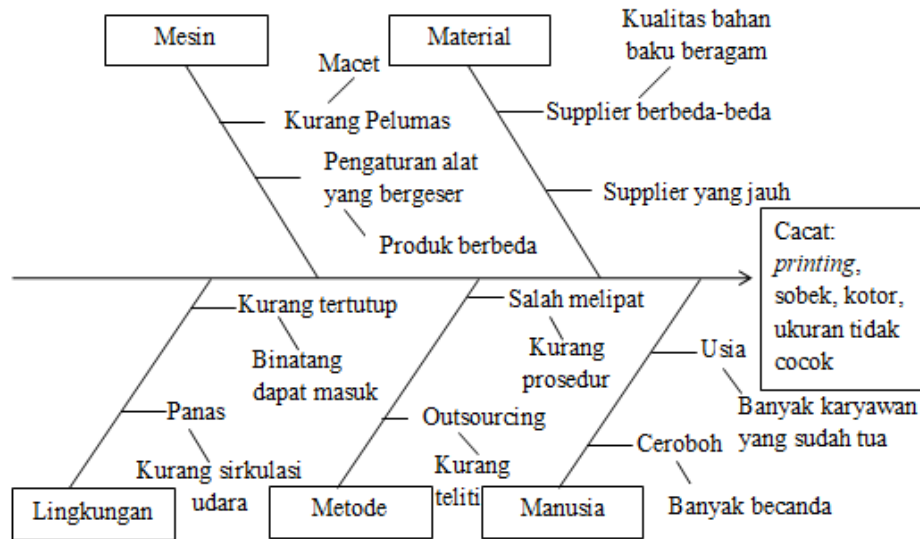 Mesin
Material
Kualitas bahan
baku beragam
Macet
Kurang Pelumas
Supplier berbeda-beda
Pengaturan alat
yang bergeser
Supplier yang jauh
Produk berbeda
Cacat:
printing,
sobek, kotor,
ukuran tidak
cocok
Kurang tertutup
Binatang
dapat masuk
Salah melipat
Kurang
prosedur
Usia
Banyak karyawan
yang sudah tua
Panas
Kurang sirkulasi
udara
Outsourcing
Kurang
teliti
Ceroboh
Banyak becanda
Lingkungan
Metode
Manusia